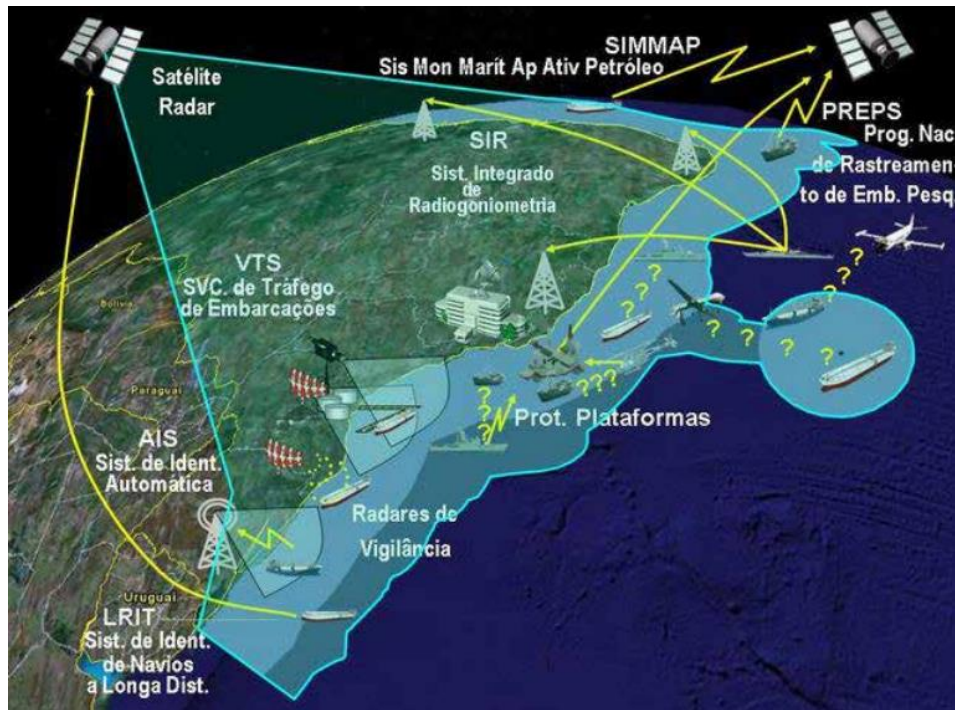 SIMMAP
Sis Mon Marít Ap Ativ Petróleo
Satélite
Radar
PREPS
Prog. Nac
de Rastreamen-
to de Emb. Pesq.
SIR
Sist. Integrado
de
Radiogoniometria
VTS
SVC. de Tráfego
de Embarcações
Bolivia
Paraguai
? ? ?
? ? ?
? ? ?
?
? ? ?
???
Prot. Plataformas
AIS
Sist. de Ident.
Automática
Radares de
Vigilância
Uruguai
LRIT
Sist. de Ident.
de Navios
a Longa Dist.